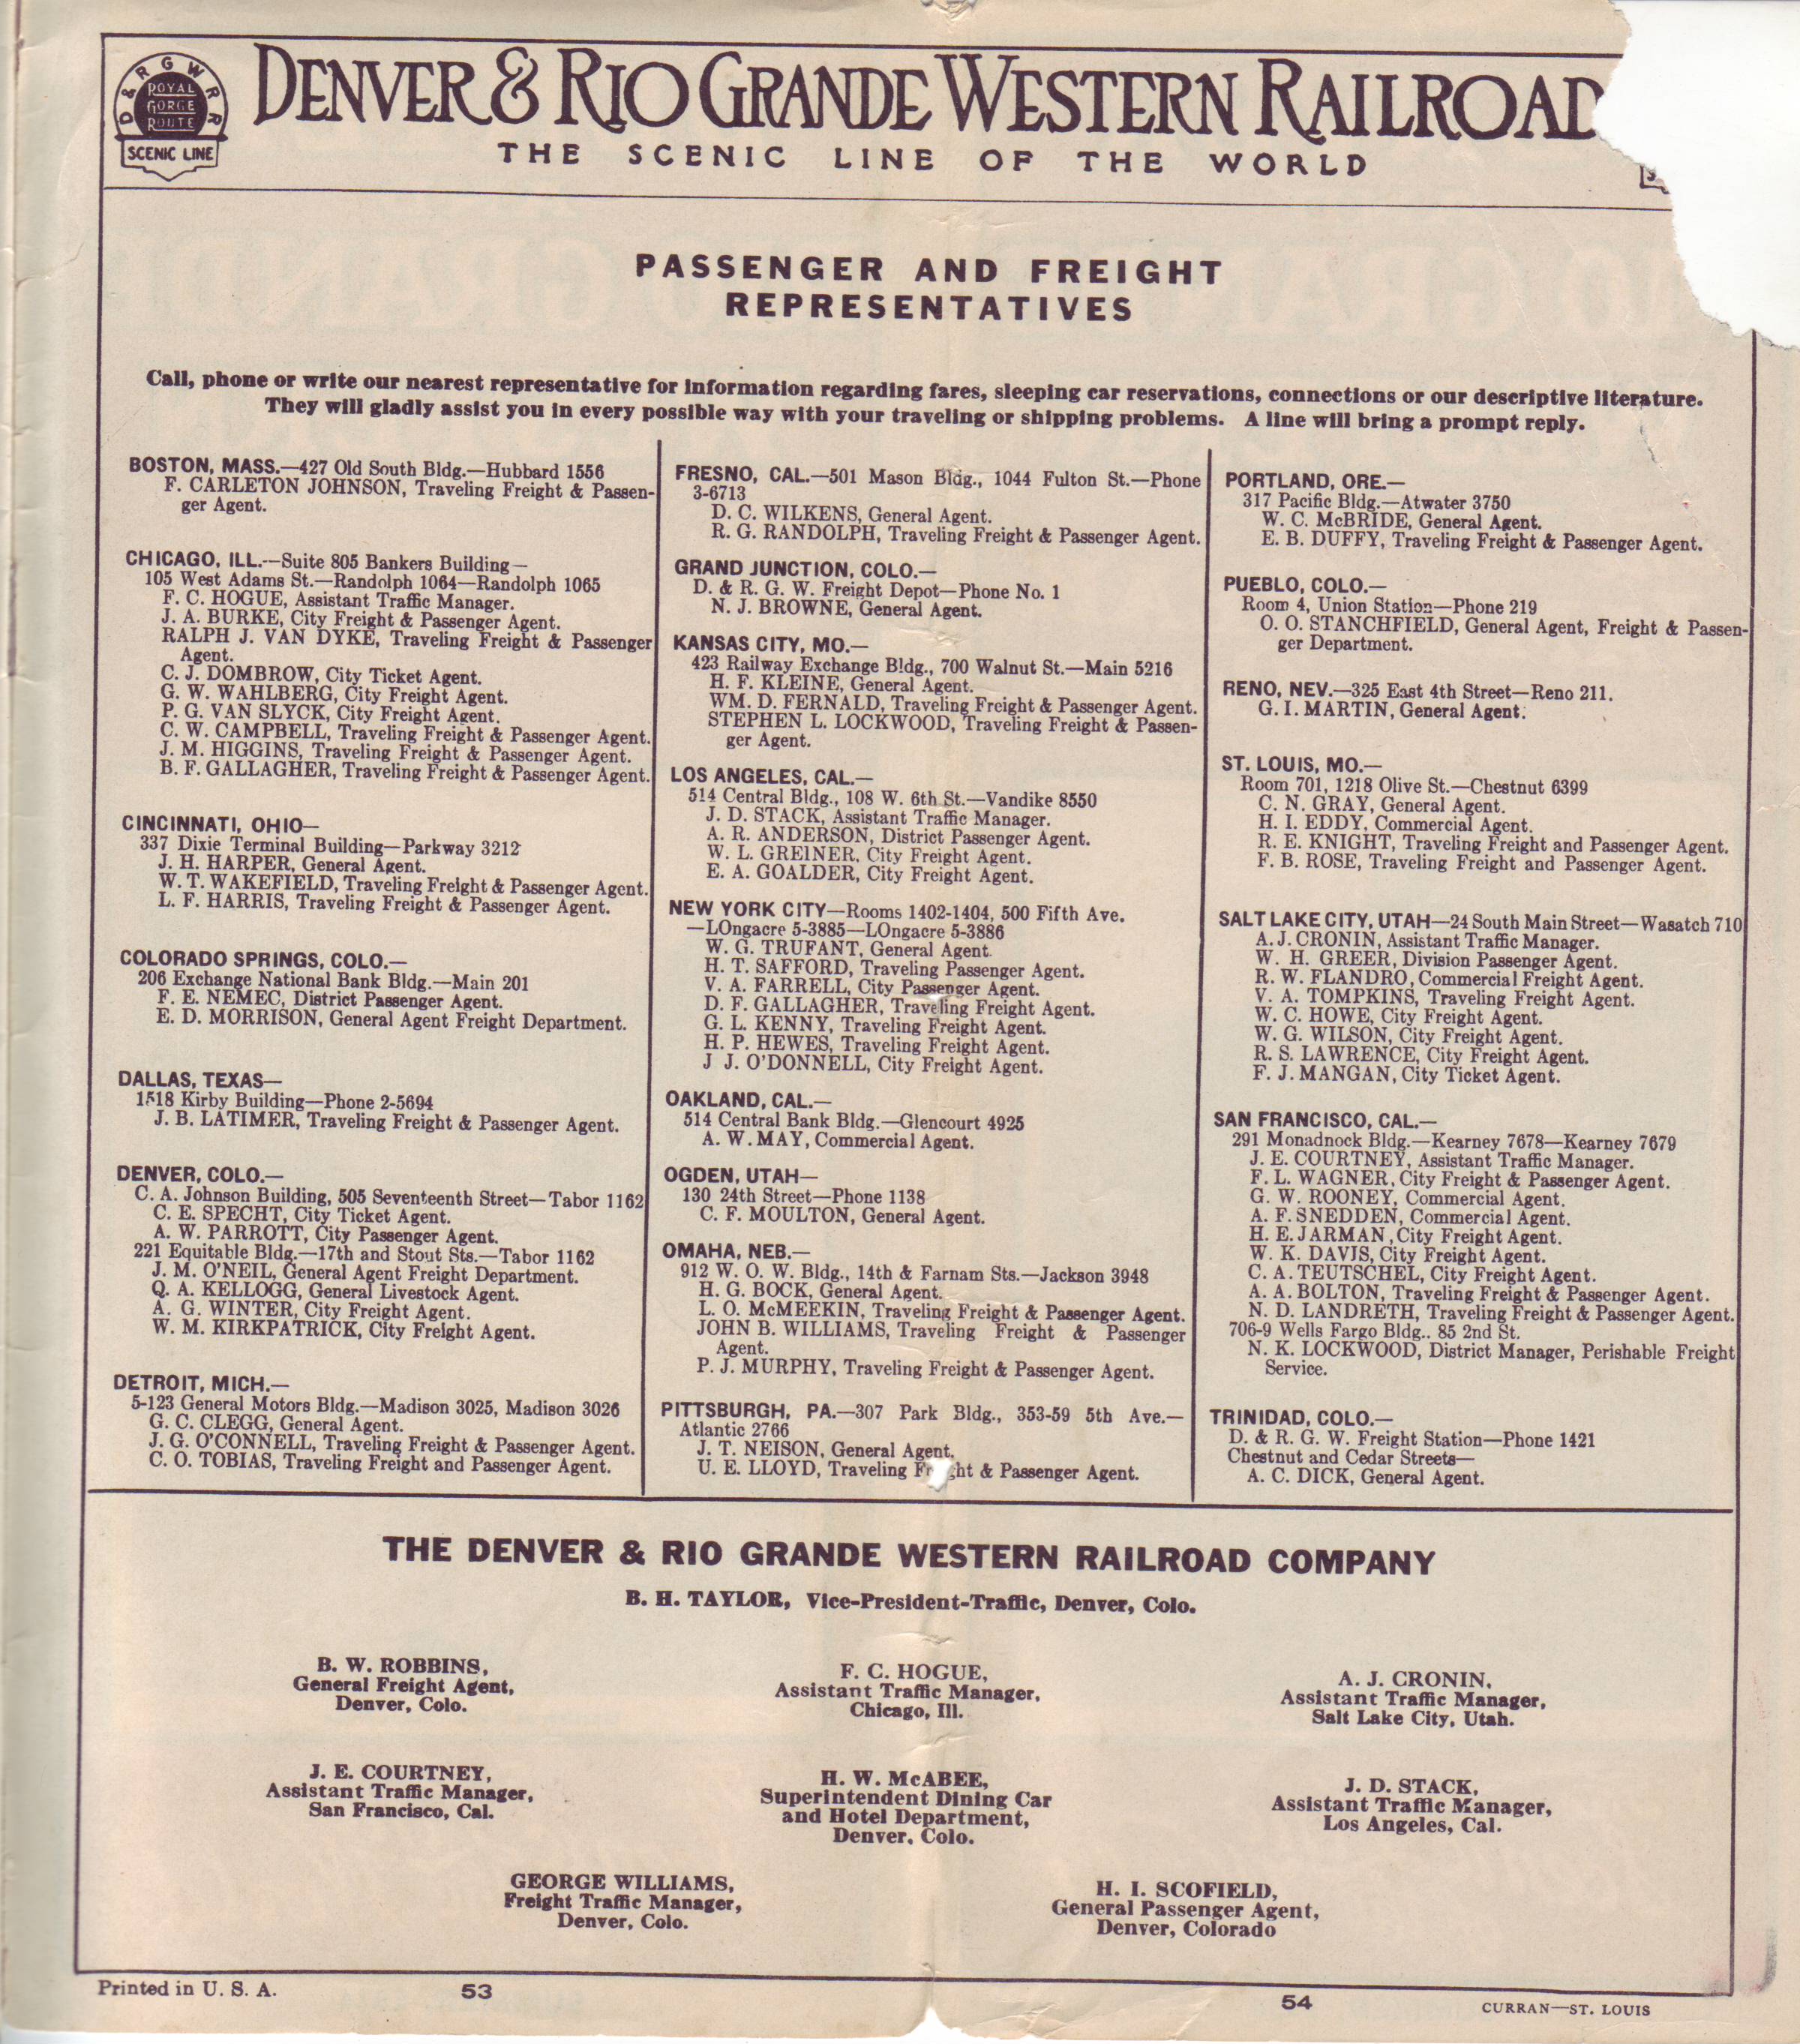 D & R G W R R
ROYAL
GORGE
ROUTE
SCENIC LINE
DENVER & RIO GRANDE WESTERN RAILROAD
THE SCENIC LINE OF THE WORLD
PASSENGER AND FREIGHT
REPRESENTATIVES
Call, phone or write our nearest representative for information regarding fares, sleeping car reservations, connections or our descriptive literature.
They will gladly assist you in every possible way with your traveling or shipping problems. A line will bring a prompt reply.
BOSTON, MASS.—427 Old South Bldg.—Hubbard 1556
F. CARLETON JOHNSON, Traveling Freight & Passen-
ger Agent.
CHICAGO, ILL.—Suite 805 Bankers Building—
105 West Adams St.—Randolph 1064—Randolph 1065
F. C. HOGUE, Assistant Traffic Manager.
J. A. BURKE, City Freight & Passenger Agent.
RALPH J. VAN DYKE, Traveling Freight & Passenger
Agent.
C. J. DOMBROW, City Ticket Agent.
G. W. WAHLBERG, City Freight Agent.
P. G. VAN SLYCK, City Freight Agent.
C. W. CAMPBELL, Traveling Freight & Passenger Agent.
J. M. HIGGINS, Traveling Freight & Passenger Agent.
B. F. GALLAGHER, Traveling Freight & Passenger Agent.
CINCINNATI, OHIO—
337 Dixie Terminal Building—Parkway 3212
J. H. HARPER, General Agent.
W. T. WAKEFIELD, Traveling Freight & Passenger Agent.
L. F. HARRIS, Traveling Freight & Passenger Agent.
COLORADO SPRINGS, COLO.—
206 Exchange National Bank Bldg.—Main 201
F. E. NEMEC, District Passenger Agent.
E. D. MORRISON, General Agent Freight Department.
DALLAS, TEXAS—
1518 Kirby Building—Phone 2-5694
J. B. LATIMER, Traveling Freight & Passenger Agent.
DENVER, COLO.—
C. A. Johnson Building, 505 Seventeenth Street—Tabor 1162
C. E. SPECHT, City Ticket Agent.
A. W. PARROTT, City Passenger Agent.
221 Equitable Bldg.—17th and Stout Sts.—Tabor 1162
J. M. O'NEIL, General Agent Freight Department.
Q. A. KELLOGG, General Livestock Agent.
A. G. WINTER, City Freight Agent.
W. M. KIRKPATRICK, City Freight Agent.
DETROIT, MICH.—
5-123 General Motors Bldg.—Madison 3025, Madison 3026
G. C. CLEGG, General Agent.
J. G. O'CONNELL, Traveling Freight & Passenger Agent.
C. O. TOBIAS, Traveling Freight and Passenger Agent.
FRESNO, CAL.—501 Mason Bldg., 1044 Fulton St.—Phone
3-6713
D. C. WILKENS, General Agent.
R. G. RANDOLPH, Traveling Freight & Passenger Agent.
GRAND JUNCTION, COLO.—
D. & R. G. W. Freight Depot—Phone No. 1
N. J. BROWNE, General Agent.
KANSAS CITY, MO.—
423 Railway Exchange Bldg., 700 Walnut St.—Main 5216
H. F. KLEINE, General Agent.
WM. D. FERNALD, Traveling Freight & Passenger Agent.
STEPHEN L. LOCKWOOD, Traveling Freight & Passen-
ger Agent.
LOS ANGELES, CAL.—
514 Central Bldg., 108 W. 6th St.—Vandike 8550
J. D. STACK, Assistant Traffic Manager.
A. R. ANDERSON, District Passenger Agent.
W. L. GREINER, City Freight Agent.
E. A. GOALDER, City Freight Agent.
NEW YORK CITY—Rooms 1402-1404, 500 Fifth Ave.
—LOngacre 5-3885—LOngacre 5-3886
W. G. TRUFANT, General Agent.
H. T. SAFFORD, Traveling Passenger Agent.
V. A. FARRELL, City Passenger Agent.
D. F. GALLAGHER, Traveling Freight Agent.
G. L. KENNY, Traveling Freight Agent.
H. P. HEWES, Traveling Freight Agent.
J J. O'DONNELL, City Freight Agent.
OAKLAND, CAL.—
514 Central Bank Bldg.—Glencourt 4925
A. W. MAY, Commercial Agent.
OGDEN, UTAH—
130 24th Street—Phone 1138
C. F. MOULTON, General Agent.
OMAHA, NEB.—
912 W. O. W. Bldg., 14th & Farnam Sts.—Jackson 3948
H. G. BOCK, General Agent.
L. O. McMEEKIN, Traveling Freight & Passenger Agent.
JOHN B. WILLIAMS, Traveling Freight & Passenger
Agent.
P. J. MURPHY, Traveling Freight & Passenger Agent.
PITTSBURGH, PA.—307 Park Bldg., 353-59 5th Ave.—
Atlantic 2766
J. T. NEISON, General Agent.
U. E. LLOYD, Traveling Freight & Passenger Agent.
PORTLAND, ORE.—
317 Pacific Bldg.—Atwater 3750
W. C. McBRIDE, General Agent.
E. B. DUFFY, Traveling Freight & Passenger Agent.
PUEBLO, COLO.—
Room 4, Union Station—Phone 219
O. O. STANCHFIELD, General Agent, Freight & Passen-
ger Department.
RENO, NEV.—325 East 4th Street—Reno 211.
G. I. MARTIN, General Agent.
ST. LOUIS, MO.—
Room 701, 1218 Olive St.—Chestnut 6399
C. N. GRAY, General Agent.
H. I. EDDY, Commercial Agent.
R. E. KNIGHT, Traveling Freight and Passenger Agent.
F. B. ROSE, Traveling Freight and Passenger Agent.
SALT LAKE CITY, UTAH—24 South Main Street—Wasatch 710
A. J. CRONIN, Assistant Traffic Manager.
W. H. GREER, Division Passenger Agent.
R. W. FLANDRO, Commercial Freight Agent.
V. A. TOMPKINS, Traveling Freight Agent.
W. C. HOWE, City Freight Agent.
W. G. WILSON, City Freight Agent.
R. S. LAWRENCE, City Freight Agent.
F. J. MANGAN, City Ticket Agent.
SAN FRANCISCO, CAL.—
291 Monadnock Bldg.—Kearney 7678—Kearney 7679
J. E. COURTNEY, Assistant Traffic Manager.
F. L. WAGNER, City Freight & Passenger Agent.
G. W. ROONEY, Commercial Agent.
A. F. SNEDDEN, Commercial Agent.
H. E. JARMAN, City Freight Agent.
W. K. DAVIS, City Freight Agent.
C. A. TEUTSCHEL, City Freight Agent.
A. A. BOLTON, Traveling Freight & Passenger Agent.
N. D. LANDRETH, Traveling Freight & Passenger Agent.
706-9 Wells Fargo Bldg.. 85 2nd St.
N. K. LOCKWOOD, District Manager, Perishable Freight
Service.
TRINIDAD, COLO.—
D. & R. G. W. Freight Station—Phone 1421
Chestnut and Cedar Streets—
A. C. DICK, General Agent.
THE DENVER & RIO GRANDE WESTERN RAILROAD COMPANY
B. H. TAYLOR, Vice-President-Traffic, Denver, Colo.
B. W. ROBBINS,
General Freight Agent,
Denver, Colo.
F. C. HOGUE,
Assistant Traffic Manager,
Chicago, Ill.
A. J. CRONIN,
Assistant Traffic Manager,
Salt Lake City, Utah.
J. E. COURTNEY,
Assistant Traffic Manager,
San Francisco, Cal.
H. W. McABEE,
Superintendent Dining Car
and Hotel Department,
Denver, Colo.
J. D. STACK,
Assistant Traffic Manager,
Los Angeles, Cal.
GEORGE WILLIAMS,
Freight Traffic Manager,
Denver, Colo.
H. I. SCOFIELD,
General Passenger Agent,
Denver, Colorado
Printed in U. S. A.
53
54
CURRAN—ST. LOUIS